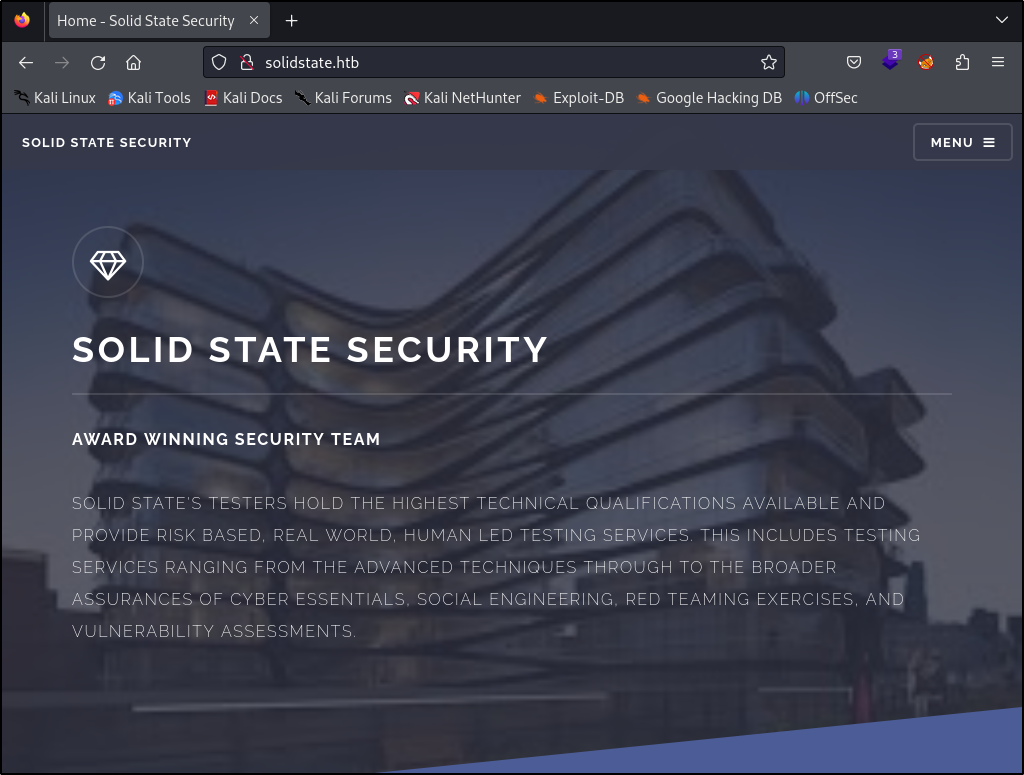 Home - Solid State Security
solidstate.htb
3
Kali Linux Kali Tools Kali Docs Kali Forums Kali NetHunter Exploit-DB Google Hacking DB OffSec
SOLID STATE SECURITY MENU
SOLID STATE SECURITY
AWARD WINNING SECURITY TEAM
SOLID STATE'S TESTERS HOLD THE HIGHEST TECHNICAL QUALIFICATIONS AVAILABLE AND
PROVIDE RISK BASED, REAL WORLD, HUMAN LED TESTING SERVICES. THIS INCLUDES TESTING
SERVICES RANGING FROM THE ADVANCED TECHNIQUES THROUGH TO THE BROADER
ASSURANCES OF CYBER ESSENTIALS, SOCIAL ENGINEERING, RED TEAMING EXERCISES, AND
VULNERABILITY ASSESSMENTS.